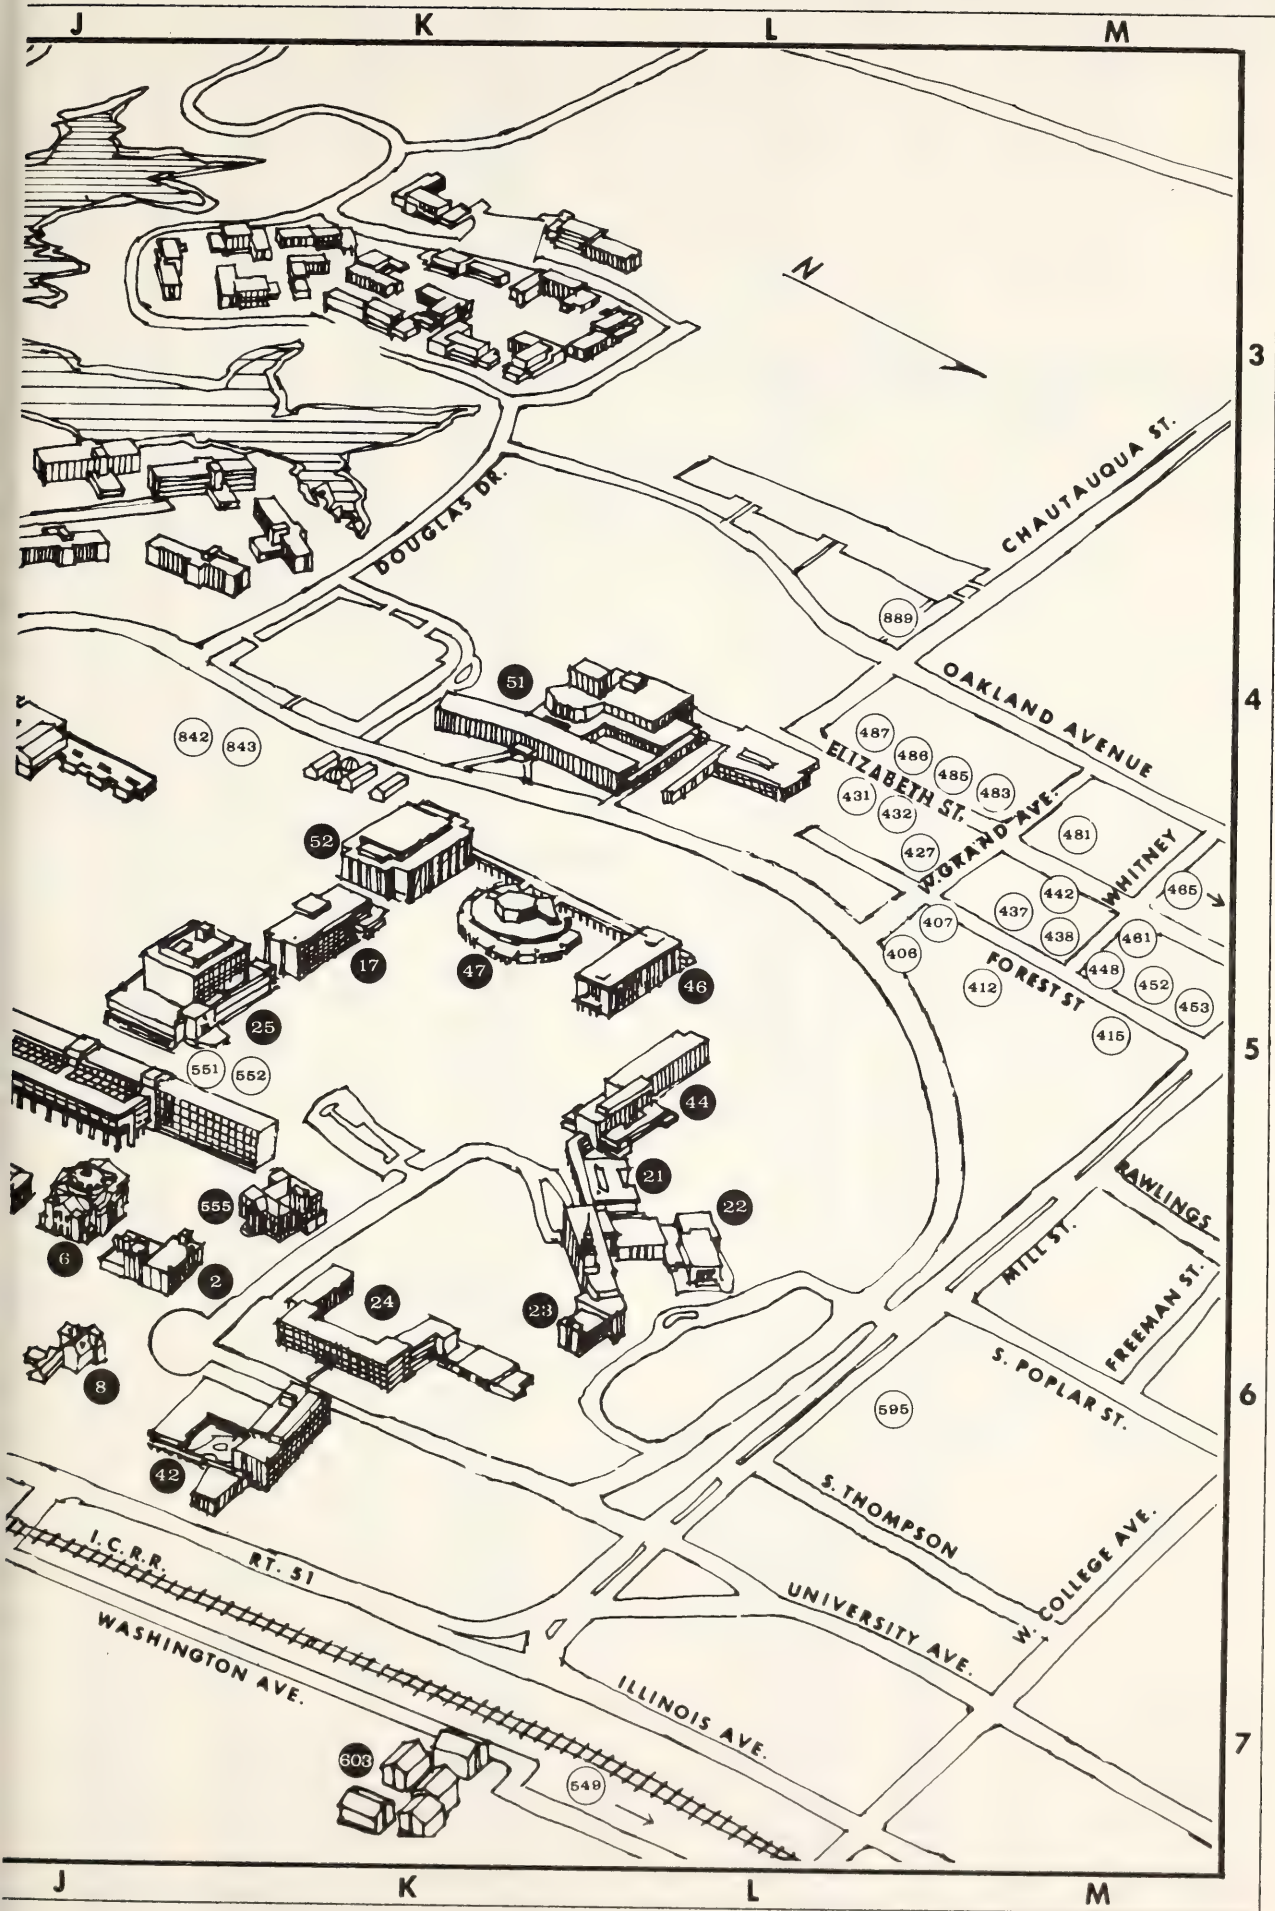 J K L M
N
3
CHAUTAUQUA ST.
DOUGLAS DR.
889
OAKLAND AVENUE
51
4
842
843
487
486
485
483
ELIZABETH ST.
431
432
W. GRAND AVE.
481
427
52
WHITNEY
465
442
437
407
438
461
406
17
47
46
448
452
453
412
FOREST ST
415
25
5
551
552
44
21
RAWLINGS
555
22
6
2
MILL ST.
24
23
FREEMAN ST.
8
S. POPLAR ST.
6
595
42
S. THOMPSON
I.C.R.R.
RT. 51
W. COLLEGE AVE.
UNIVERSITY AVE.
WASHINGTON AVE.
ILLINOIS AVE.
7
603
549
J K L M